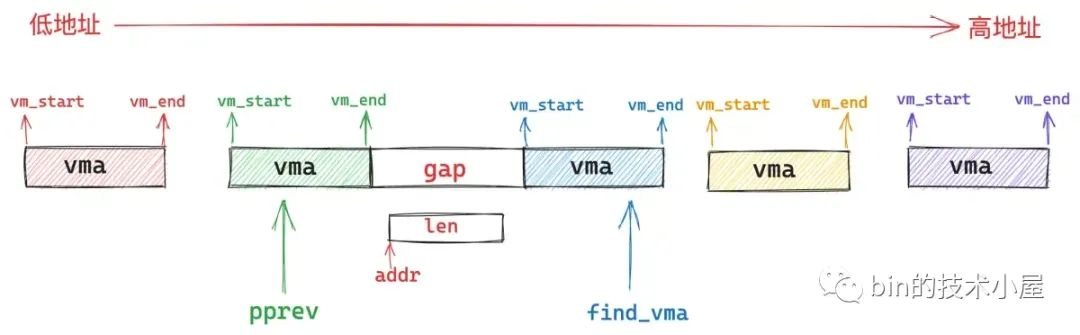 低地址
高地址
vm_start
vm_end
vm_start
vm_end
vm_start
vm_end
vm_start
vm_end
vm_start
vm_end
vma
vma
gap
vma
vma
vma
len
addr
pprev
find_vma
bin的技术小屋